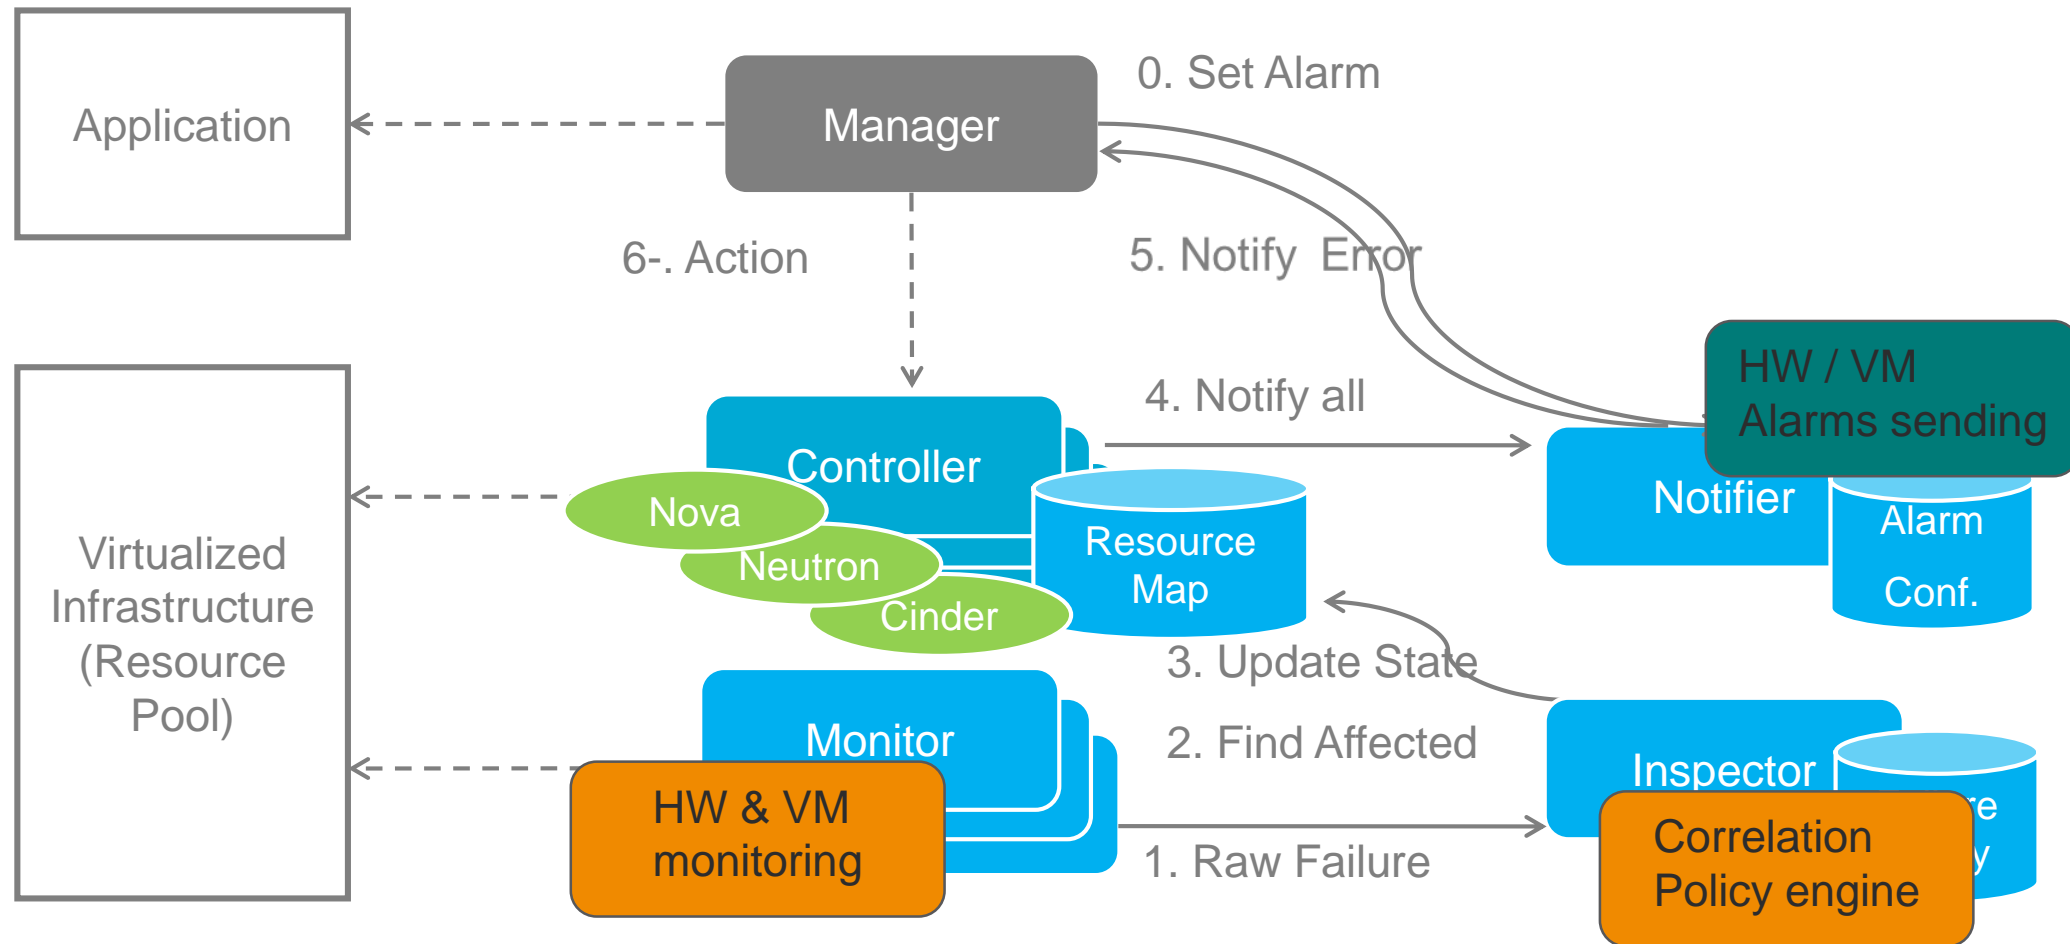 0. Set Alarm
Application
Manager
6-. Action
5. Notify Error
HW / VM
Alarms sending
4. Notify all
Controller
Nova
Notifier
Alarm
Conf.
Resource
Map
Neutron
Cinder
Virtualized
Infrastructure
(Resource
Pool)
3. Update State
2. Find Affected
Monitor
Inspector
HW & VM
monitoring
Correlation
Policy engine
1. Raw Failure